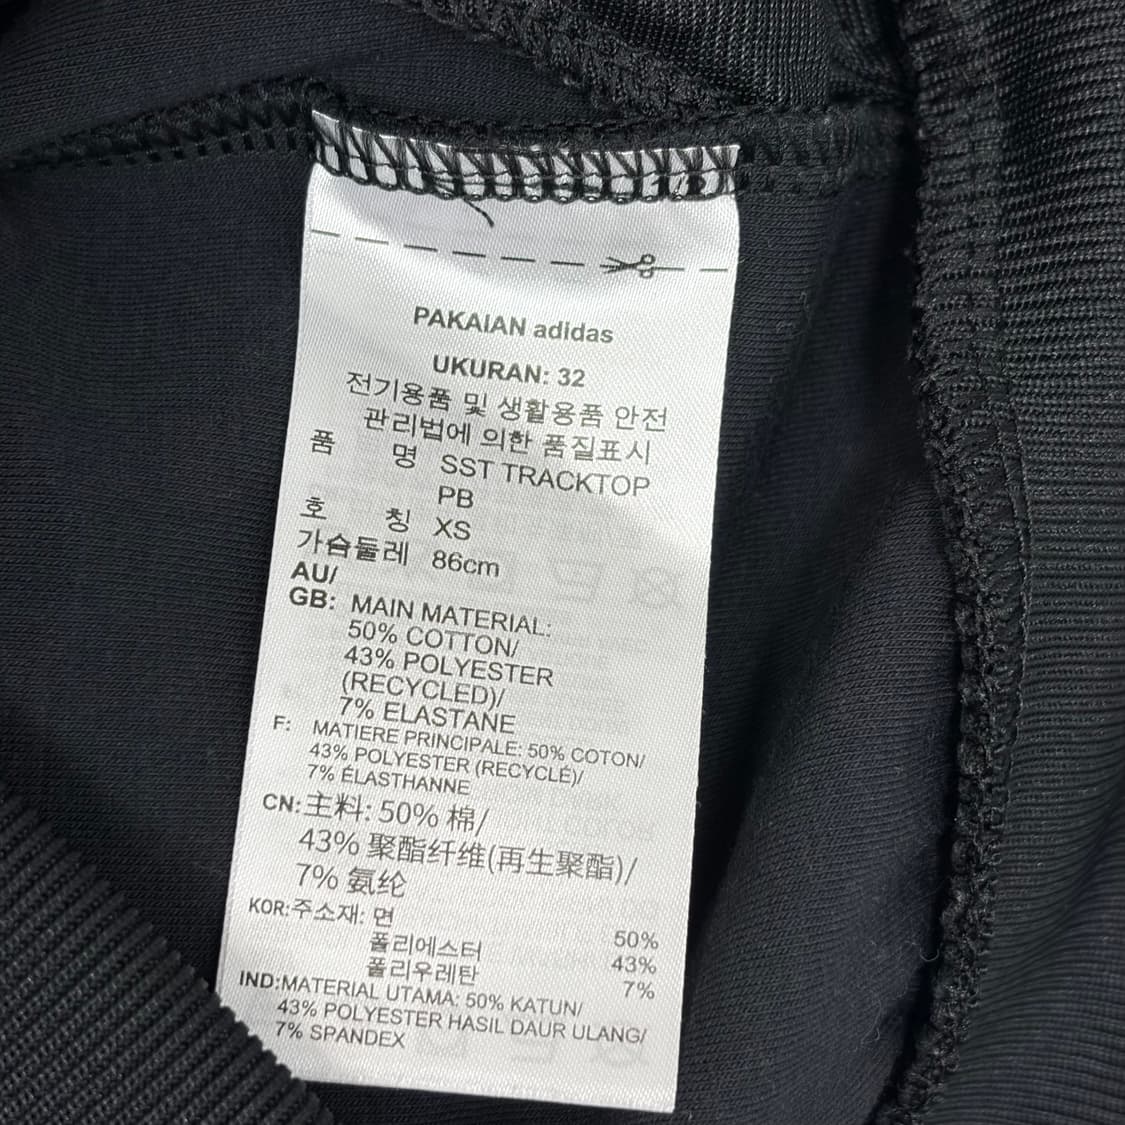 PAKAIAN adidas
UKURAN: 32
전기용품 및 생활용품 안전
관리법에 의한 품질표시
품 명 SST TRACKTOP
PB
호 칭 XS
가슴둘레 86cm
AU/
GB: MAIN MATERIAL:
50% COTTON/
43% POLYESTER
(RECYCLED)/
7% ELASTANE
F: MATIERE PRINCIPALE: 50% COTON/
43% POLYESTER (RECYCLÉ)/
7% ÉLASTHANNE
CN:主料: 50% 棉/
43% 聚酯纤维(再生聚酯)/
7% 氨纶
KOR:주소재: 면 50%
폴리에스터 43%
폴리우레탄 7%
IND:MATERIAL UTAMA: 50% KATUN/
43% POLYESTER HASIL DAUR ULANG/
7% SPANDEX